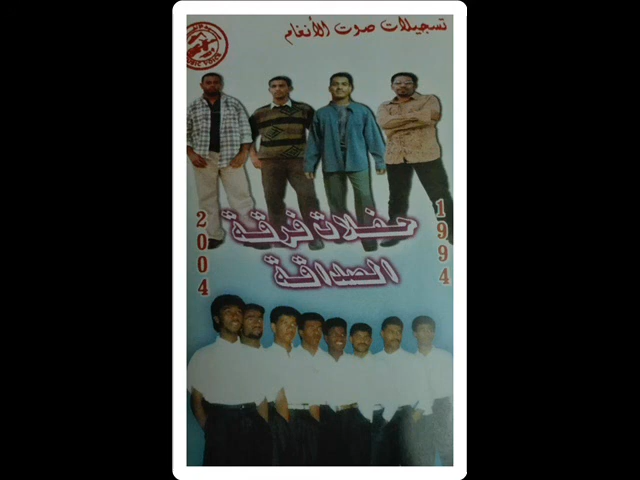 تسجيلات صوت الأنغام
حفلات فرقة
الصداقة
1994
2004